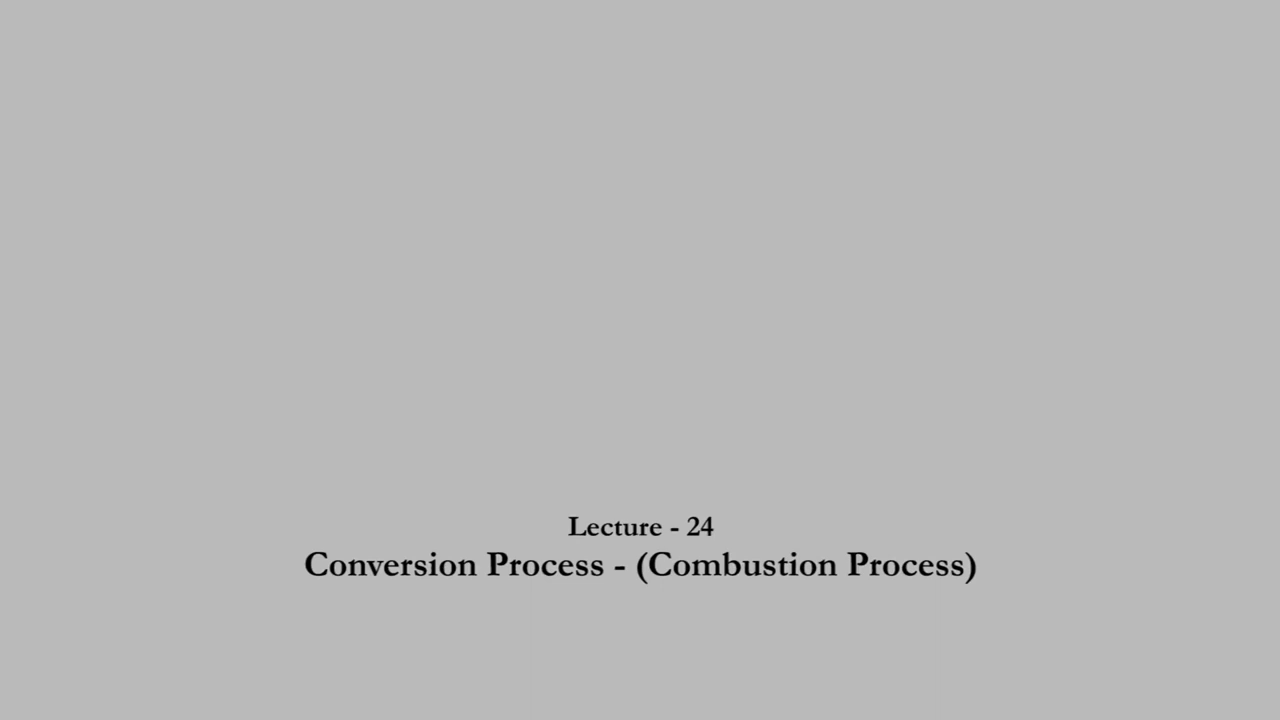 Lecture - 24
Conversion Process - (Combustion Process)